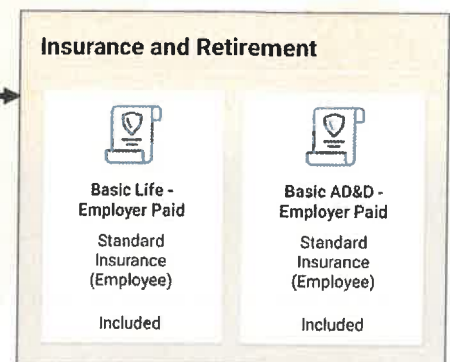 Insurance and Retirement
Basic Life -
Employer Paid
Standard
Insurance
(Employee)
Included
Basic AD&D -
Employer Paid
Standard
Insurance
(Employee)
Included